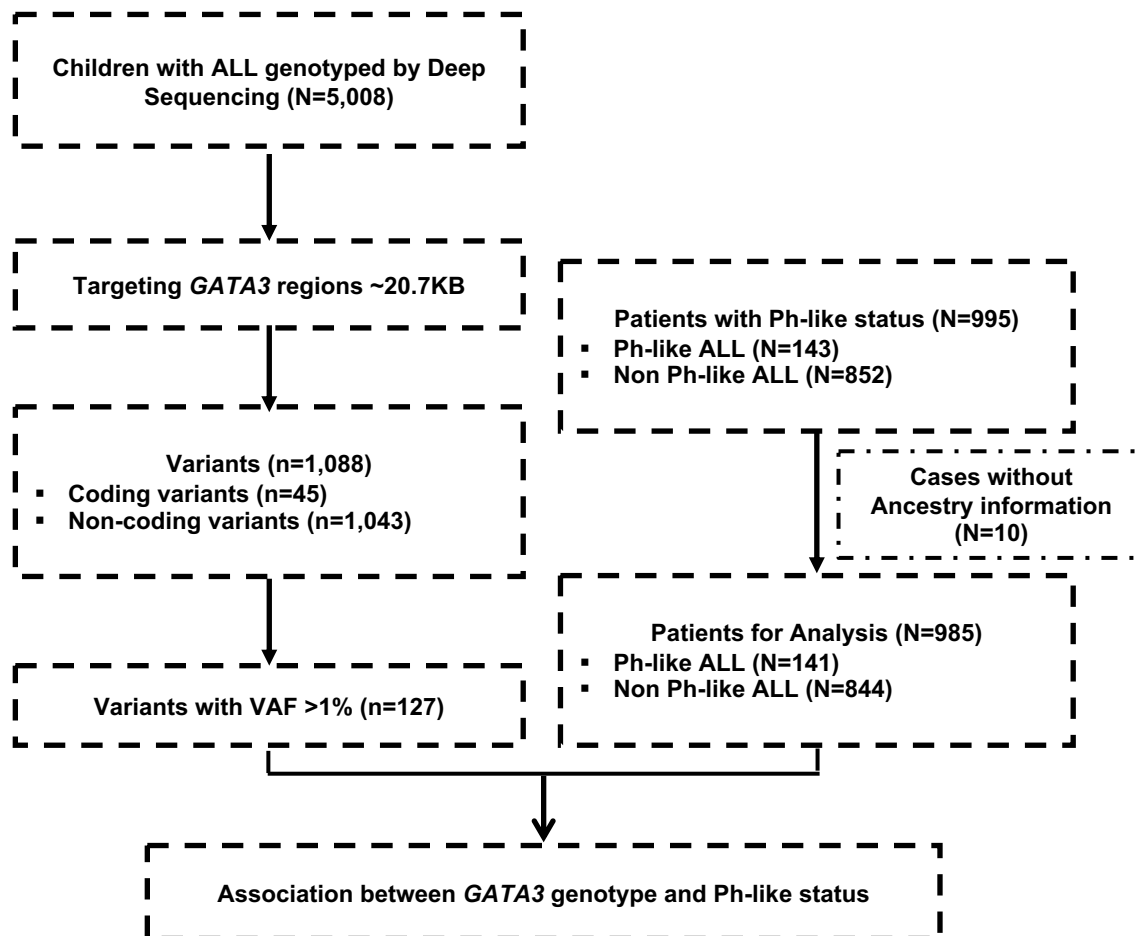 Children with ALL genotyped by Deep
Sequencing (N=5,008)
Targeting GATA3 regions ~20.7KB
Variants (n=1,088)
▪ Coding variants (n=45)
▪ Non-coding variants (n=1,043)
Variants with VAF >1% (n=127)
Patients with Ph-like status (N=995)
▪ Ph-like ALL (N=143)
▪ Non Ph-like ALL (N=852)
Cases without
Ancestry information
(N=10)
Patients for Analysis (N=985)
▪ Ph-like ALL (N=141)
▪ Non Ph-like ALL (N=844)
Association between GATA3 genotype and Ph-like status